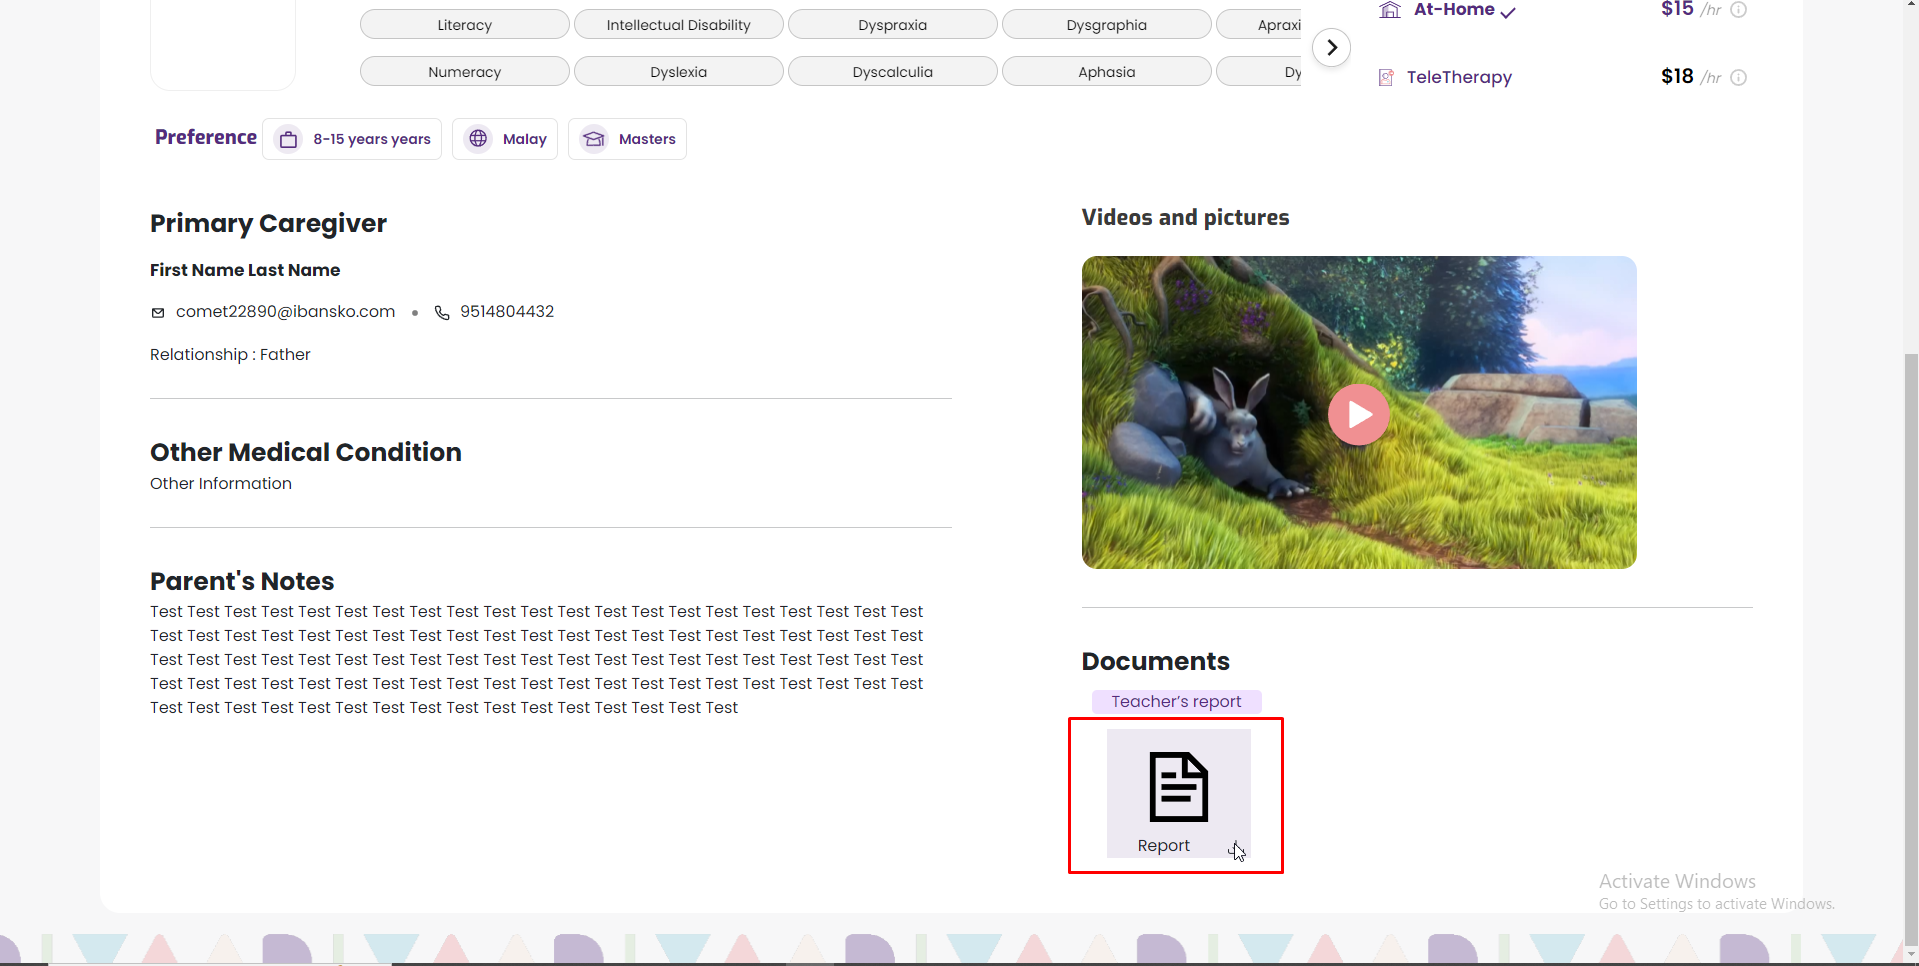 Literacy
Intellectual Disability
Dyspraxia
Dysgraphia
Apraxi
At-Home
$15 /hr
Numeracy
Dyslexia
Dyscalculia
Aphasia
Dy
TeleTherapy
$18 /hr
Preference
8-15 years years
Malay
Masters
Primary Caregiver
First Name Last Name
comet22890@ibansko.com
9514804432
Relationship : Father
Other Medical Condition
Other Information
Parent's Notes
Test Test Test Test Test Test Test Test Test Test Test Test Test Test Test Test Test Test Test Test Test
Test Test Test Test Test Test Test Test Test Test Test Test Test Test Test Test Test Test Test Test Test
Test Test Test Test Test Test Test Test Test Test Test Test Test Test Test Test Test Test Test Test Test
Test Test Test Test Test Test Test Test Test Test Test Test Test Test Test Test Test Test Test Test Test
Test Test Test Test Test Test Test Test Test Test Test Test Test Test Test Test
Videos and pictures
Documents
Teacher’s report
Report
Activate Windows
Go to Settings to activate Windows.